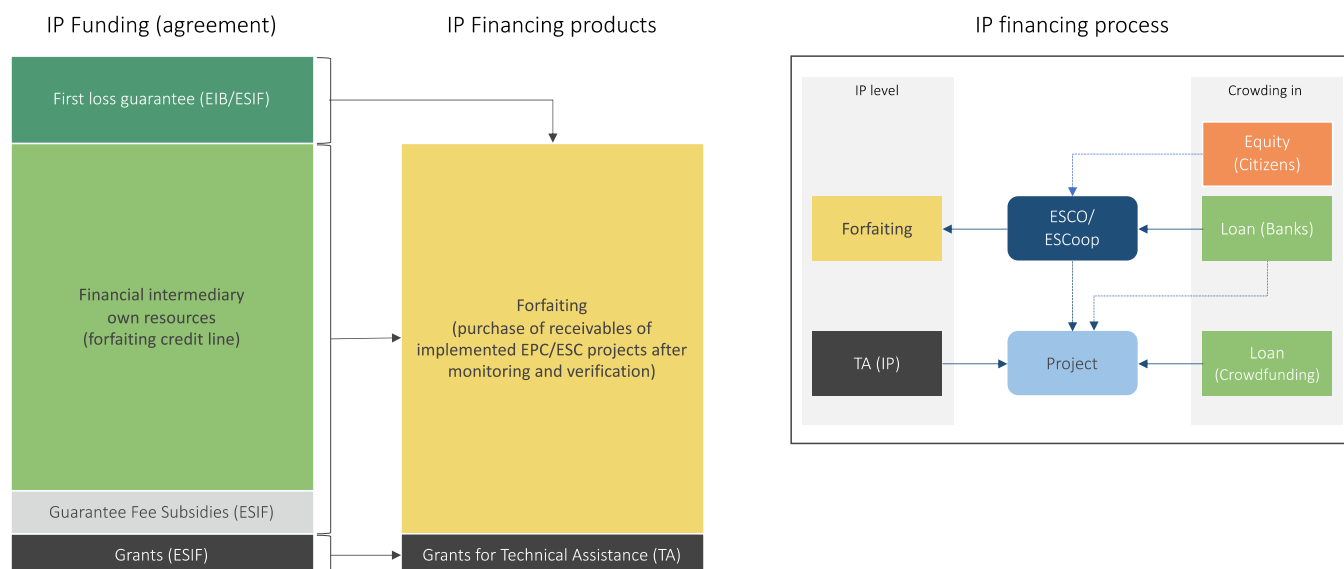 IP Funding (agreement)
IP Financing products
IP financing process
First loss guarantee (EIB/ESIF)
Financial intermediary
own resources
(forfaiting credit line)
Guarantee Fee Subsidies (ESIF)
Grants (ESIF)
Forfaiting
(purchase of receivables of
implemented EPC/ESC projects after
monitoring and verification)
Grants for Technical Assistance (TA)
IP level
Crowding in
Equity
(Citizens)
Forfaiting
ESCO/
ESCoop
Loan (Banks)
TA (IP)
Project
Loan
(Crowdfunding)